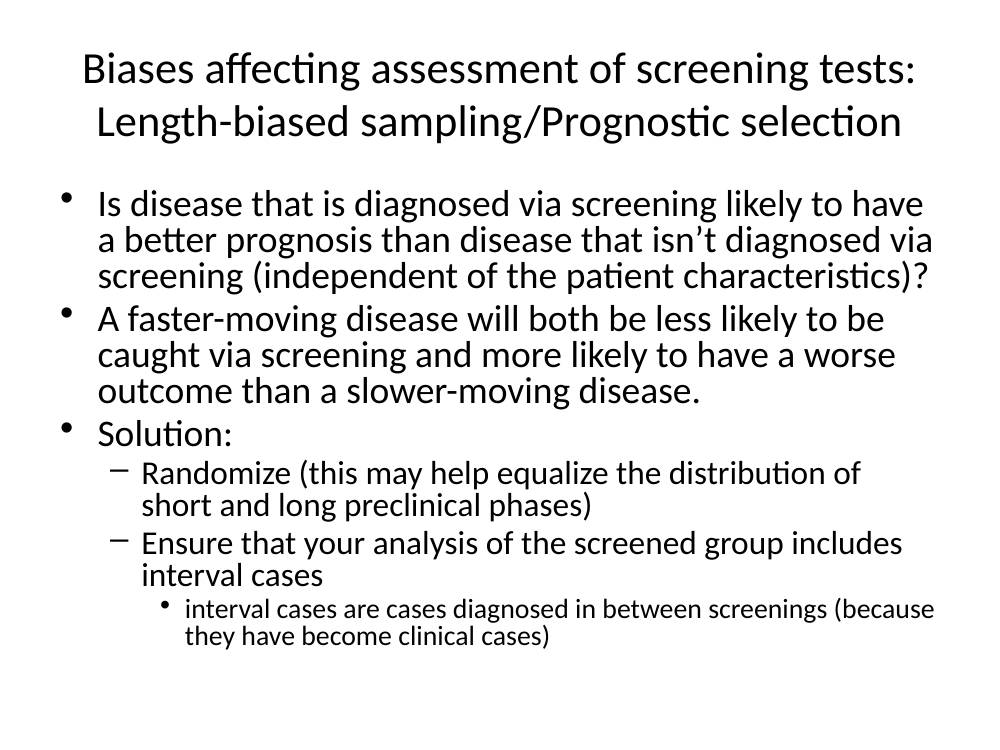 Biases affecting assessment of screening tests:
Length-biased sampling/Prognostic selection
• Is disease that is diagnosed via screening likely to have
a better prognosis than disease that isn’t diagnosed via
screening (independent of the patient characteristics)?
• A faster-moving disease will both be less likely to be
caught via screening and more likely to have a worse
outcome than a slower-moving disease.
• Solution:
– Randomize (this may help equalize the distribution of
short and long preclinical phases)
– Ensure that your analysis of the screened group includes
interval cases
• interval cases are cases diagnosed in between screenings (because
they have become clinical cases)